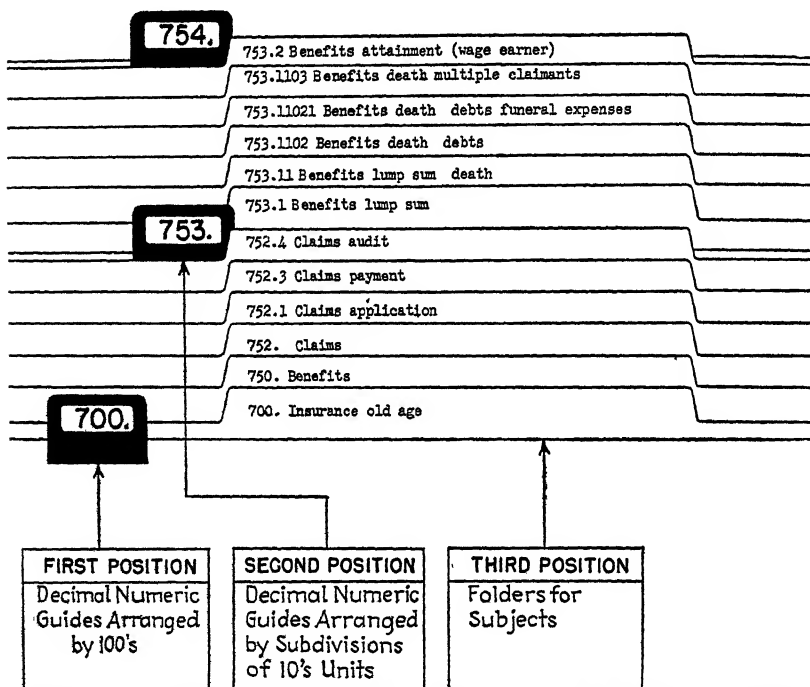 754.
753.2 Benefits attainment (wage earner)
753.1103 Benefits death multiple claimants
753.11021 Benefits death debts funeral expenses
753.1102 Benefits death debts
753.11 Benefits lump sum death
753.1 Benefits lump sum
753.
752.4 Claims audit
752.3 Claims payment
752.1 Claims application
752. Claims
750. Benefits
700. Insurance old age
700.
FIRST POSITION
Decimal Numeric
Guides Arranged
by 100's
SECOND POSITION
Decimal Numeric
Guides Arranged
by Subdivisions
of 10's Units
THIRD POSITION
Folders for
Subjects